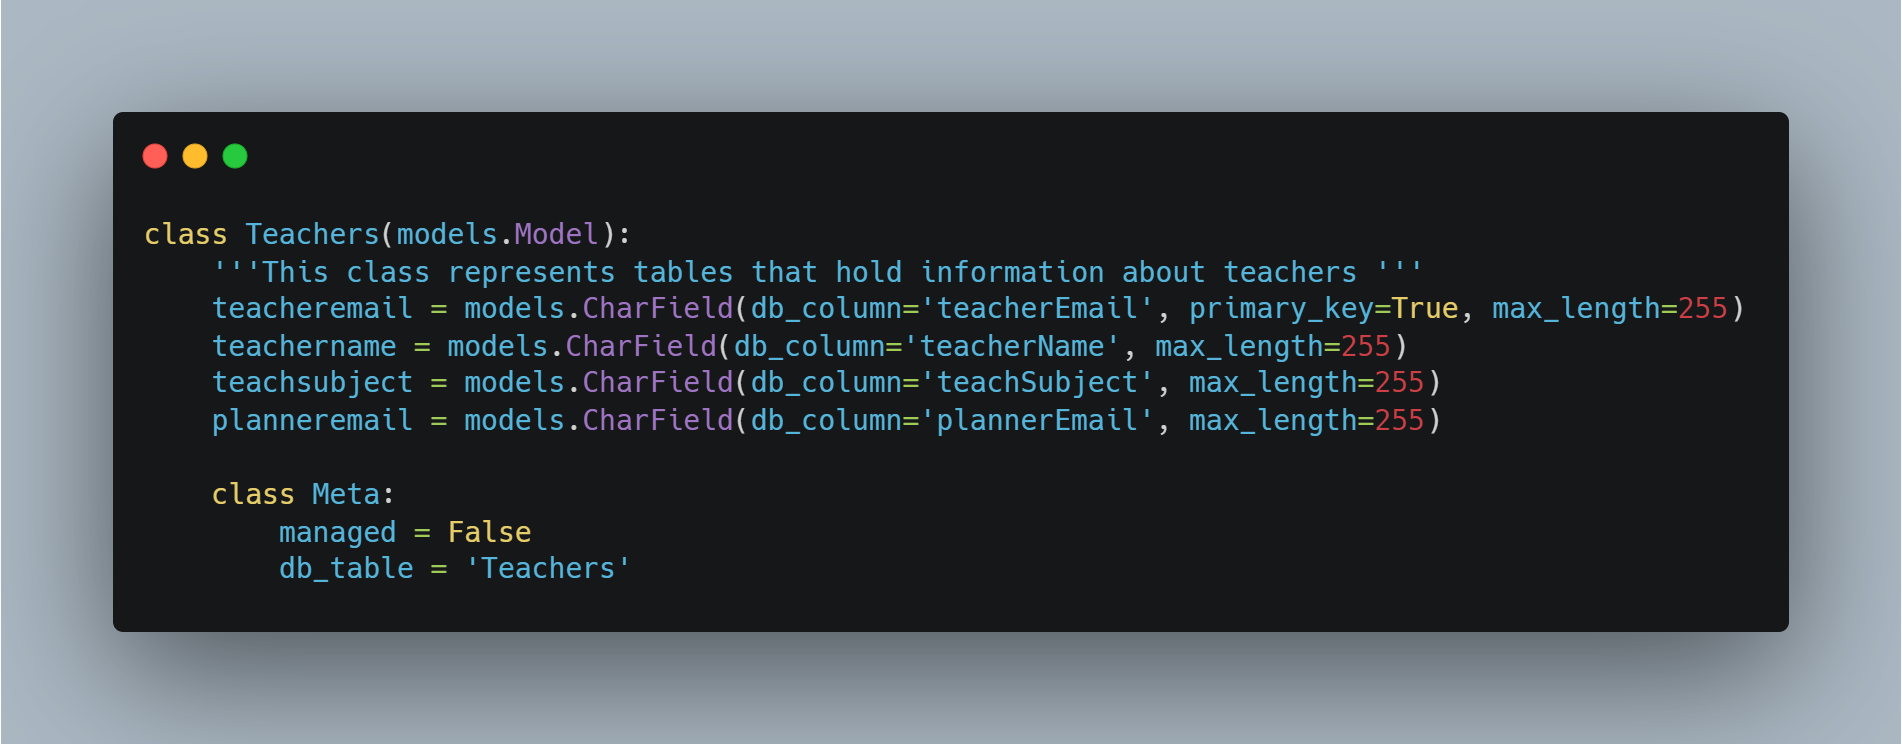 class Teachers(models.Model):
    '''This class represents tables that hold information about teachers '''
    teacheremail = models.CharField(db_column='teacherEmail', primary_key=True, max_length=255)
    teachername = models.CharField(db_column='teacherName', max_length=255)
    teachsubject = models.CharField(db_column='teachSubject', max_length=255)
    planneremail = models.CharField(db_column='plannerEmail', max_length=255)

    class Meta:
        managed = False
        db_table = 'Teachers'